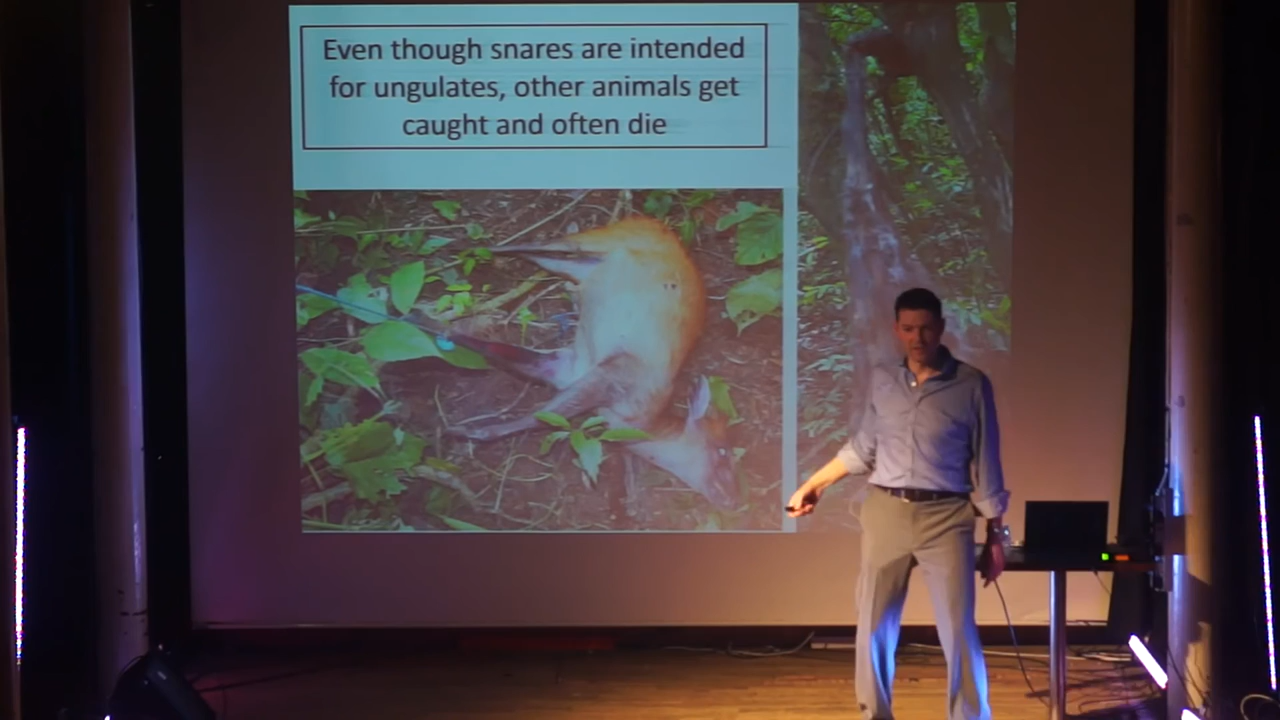 Even though snares are intended
for ungulates, other animals get
caught and often die